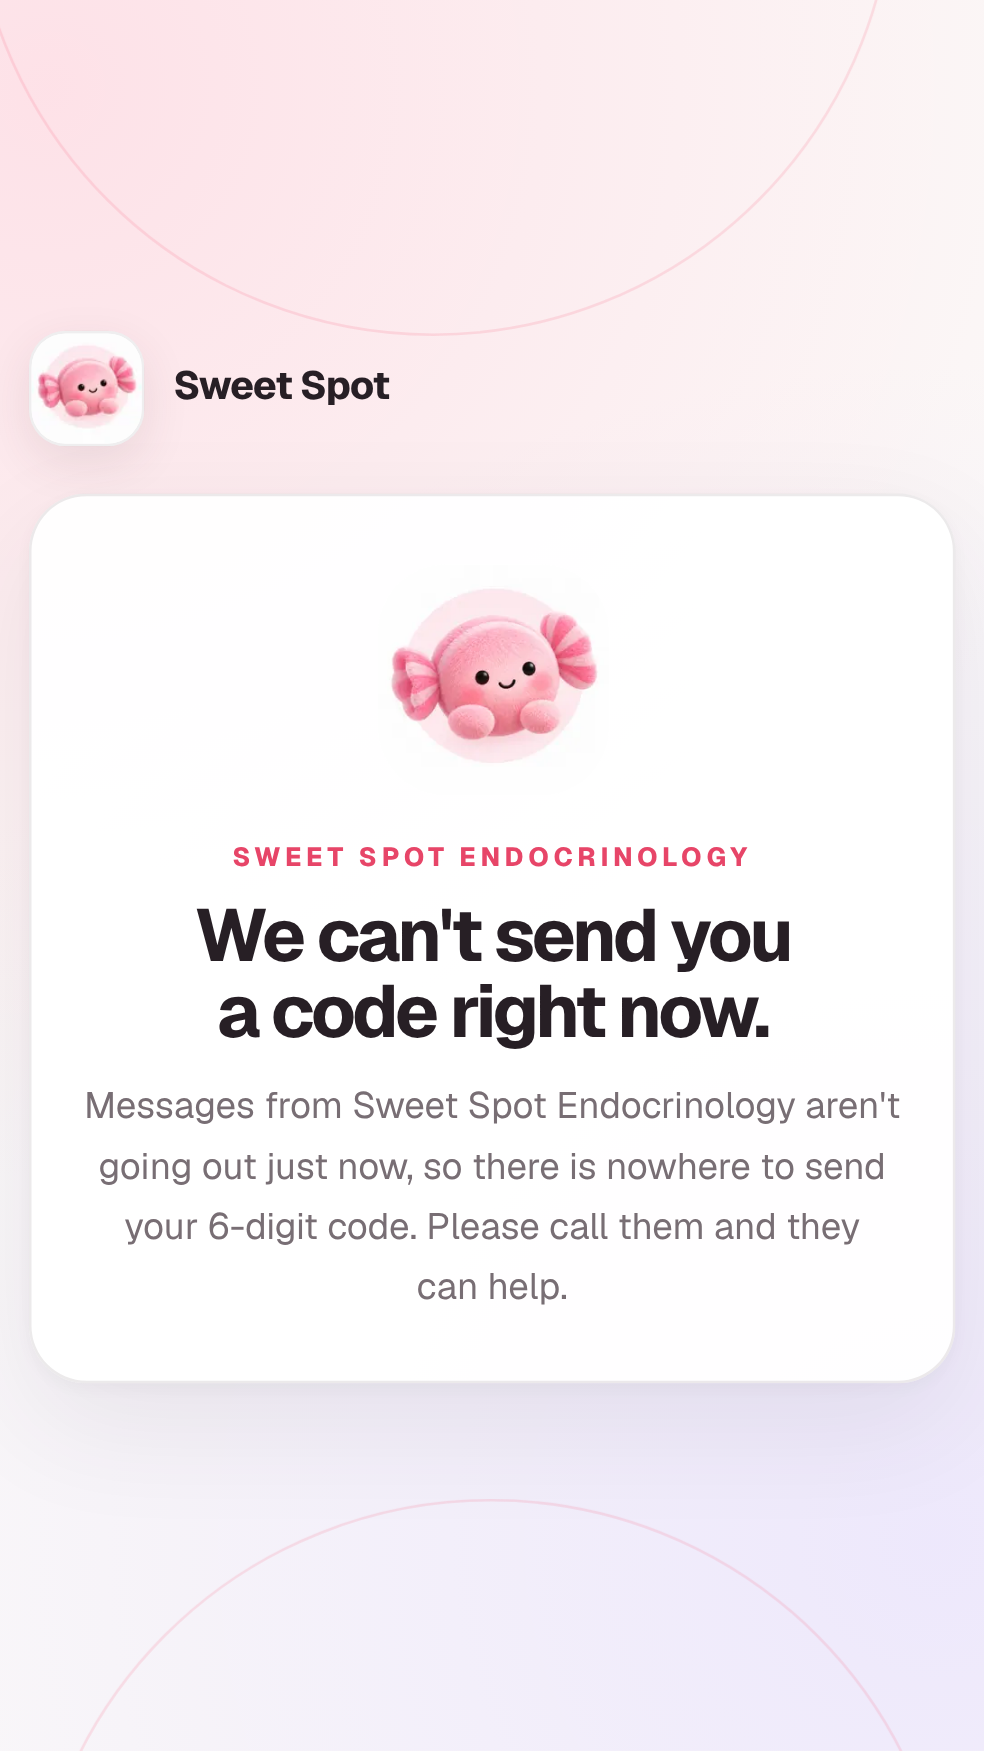 Sweet Spot
SWEET SPOT ENDOCRINOLOGY
We can't send you
a code right now.
Messages from Sweet Spot Endocrinology aren't
going out just now, so there is nowhere to send
your 6-digit code. Please call them and they
can help.